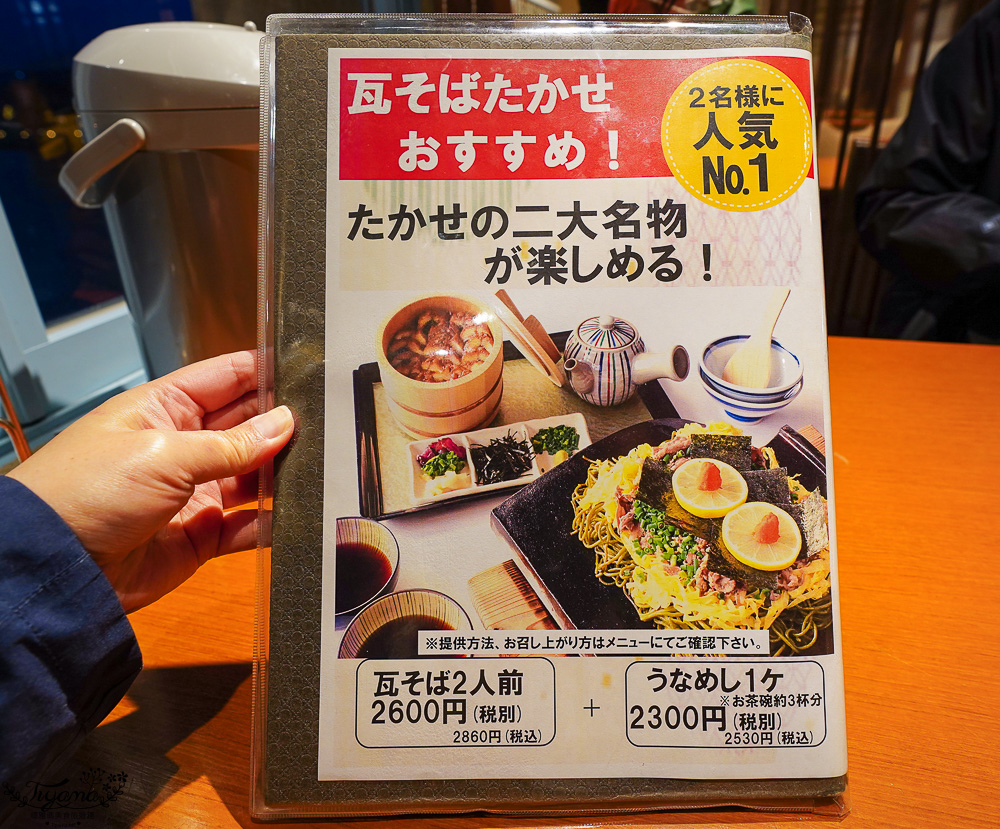 瓦そばたかせ
おすすめ！
2名様に
人気
No.1
たかせの二大名物
が楽しめる！
※提供方法、お召し上がり方はメニューにてご確認下さい。
瓦そば2人前
2600円（税別）
2860円（税込）
+
うなめし1ケ
※お茶碗約3杯分
2300円（税別）
2530円（税込）
Tiyama